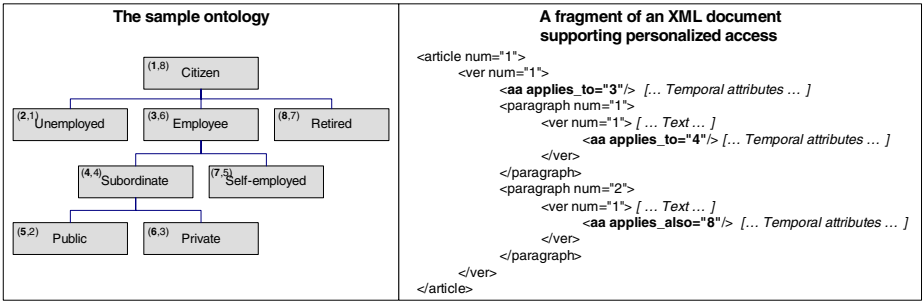 The sample ontology
(1,8) Citizen
(2,1) Unemployed
(3,6) Employee
(8,7) Retired
(4,4) Subordinate
(7,5) Self-employed
(5,2) Public
(6,3) Private
A fragment of an XML document
supporting personalized access
<article num="1">
<ver num="1">
<aa applies_to="3"/> [... Temporal attributes ... ]
<paragraph num="1">
<ver num="1"> [ ... Text ... ]
<aa applies_to="4"/> [... Temporal attributes ... ]
</ver>
</paragraph>
<paragraph num="2">
<ver num="1"> [ ... Text ... ]
<aa applies_also="8"/> [... Temporal attributes ... ]
</ver>
</paragraph>
</ver>
</article>